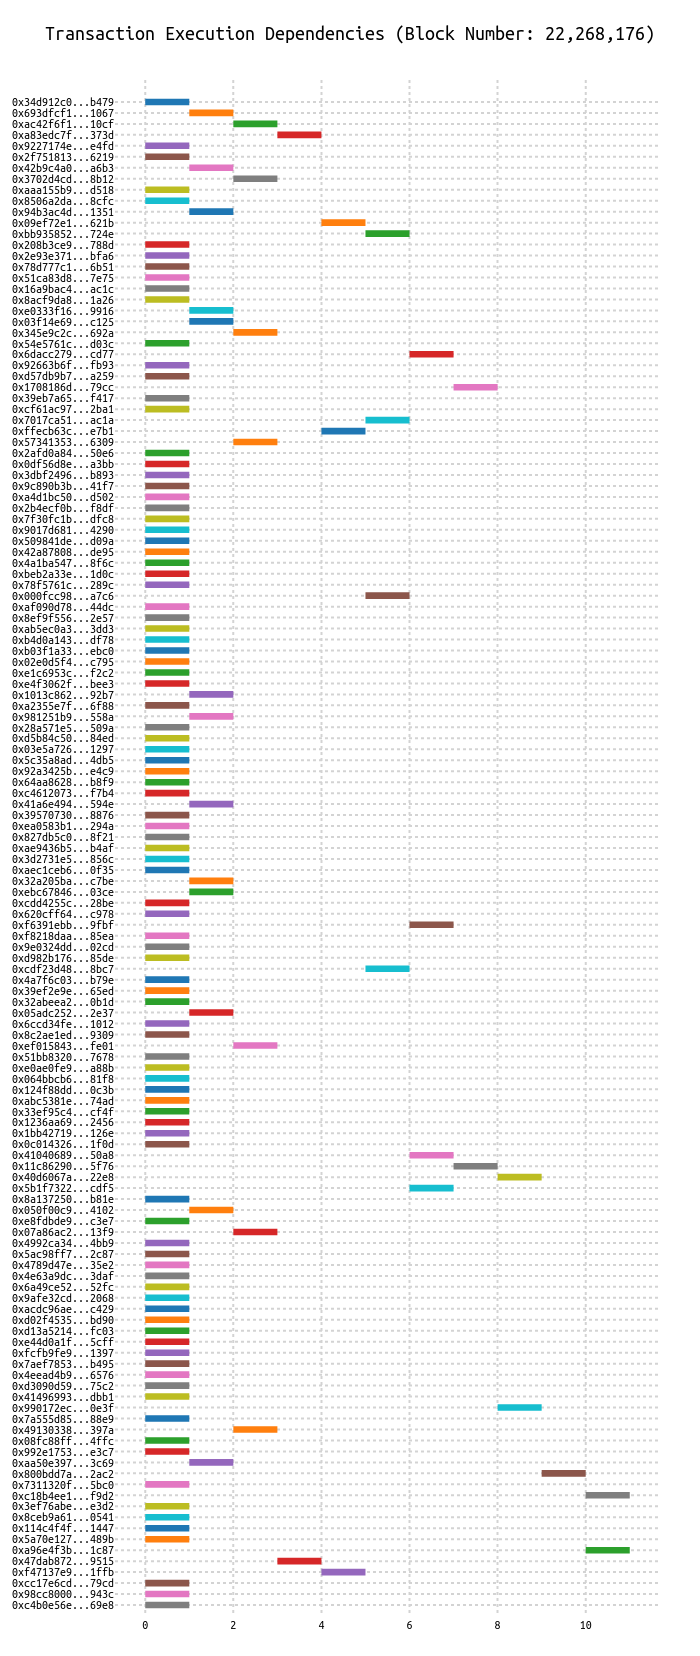 Transaction Execution Dependencies (Block Number: 22,268,176)
0x34d912c0...b479
0x693dfcf1...1067
0xac42f6f1...10cf
0xa83edc7f...373d
0x9227174e...e4fd
0x2f751813...6219
0x42b9c4a0...a6b3
0x3702d4cd...8b12
0xaaa155b9...d518
0x8506a2da...8cfc
0x94b3ac4d...1351
0x09ef72e1...621b
0xbb935852...724e
0x208b3ce9...788d
0x2e93e371...bfa6
0x78d777c1...6b51
0x51ca83d8...7e75
0x16a9bac4...ac1c
0x8acf9da8...1a26
0xe0333f16...9916
0x03f14e69...c125
0x345e9c2c...692a
0x54e5761c...d03c
0x6dacc279...cd77
0x92663b6f...fb93
0xd57db9b7...a259
0x1708186d...79cc
0x39eb7a65...f417
0xcf61ac97...2ba1
0x7017ca51...ac1a
0xffecb63c...e7b1
0x57341353...6309
0x2afd0a84...50e6
0x0df56d8e...a3bb
0x3dbf2496...b893
0x9c890b3b...41f7
0xa4d1bc50...d502
0x2b4ecf0b...f8df
0x7f30fc1b...dfc8
0x9017d681...4290
0x509841de...d09a
0x42a87808...de95
0x4a1ba547...8f6c
0xbeb2a33e...1d0c
0x78f5761c...289c
0x000fcc98...a7c6
0xaf090d78...44dc
0x8ef9f556...2e57
0xab5ec0a3...3dd3
0xb4d0a143...df78
0xb03f1a33...ebc0
0x02e0d5f4...c795
0xe1c6953c...f2c2
0xe4f3062f...bee3
0x1013c862...92b7
0xa2355e7f...6f88
0x981251b9...558a
0x28a571e5...509a
0xd5b84c50...84ed
0x03e5a726...1297
0x5c35a8ad...4db5
0x92a3425b...e4c9
0x64aa8628...b8f9
0xc4612073...f7b4
0x41a6e494...594e
0x39570730...8876
0xea0583b1...294a
0x827db5c0...8f21
0xae9436b5...b4af
0x3d2731e5...856c
0xaec1ceb6...0f35
0x32a205ba...c7be
0xebc67846...03ce
0xcdd4255c...28be
0x620cff64...c978
0xf6391ebb...9fbf
0xf8218daa...85ea
0x9e0324dd...02cd
0xd982b176...85de
0xcdf23d48...8bc7
0x4a7f6c03...b79e
0x39ef2e9e...65ed
0x32abeea2...0b1d
0x05adc252...2e37
0x6ccd34fe...1012
0x8c2ae1ed...9309
0xef015843...fe01
0x51bb8320...7678
0xe0ae0fe9...a88b
0x064bbcb6...81f8
0x124f88dd...0c3b
0xabc5381e...74ad
0x33ef95c4...cf4f
0x1236aa69...2456
0x1bb42719...126e
0x0c014326...1f0d
0x41040689...50a8
0x11c86290...5f76
0x40d6067a...22e8
0x5b1f7322...cdf5
0x8a137250...b81e
0x050f00c9...4102
0xe8fdbde9...c3e7
0x07a86ac2...13f9
0x4992ca34...4bb9
0x5ac98ff7...2c87
0x4789d47e...35e2
0x4e63a9dc...3daf
0x6a49ce52...52fc
0x9afe32cd...2068
0xacdc96ae...c429
0xd02f4535...bd90
0xd13a5214...fc03
0xe44d0a1f...5cff
0xfcfb9fe9...1397
0x7aef7853...b495
0x4eead4b9...6576
0xd3090d59...75c2
0x41496993...dbb1
0x990172ec...0e3f
0x7a555d85...88e9
0x49130338...397a
0x08fc88ff...4ffc
0x992e1753...e3c7
0xaa50e397...3c69
0x800bdd7a...2ac2
0x7311320f...5bc0
0xc18b4ee1...f9d2
0x3ef76abe...e3d2
0x8ceb9a61...0541
0x114c4f4f...1447
0x5a70e127...489b
0xa96e4f3b...1c87
0x47dab872...9515
0xf47137e9...1ffb
0xcc17e6cd...79cd
0x98cc8000...943c
0xc4b0e56e...69e8
0 2 4 6 8 10